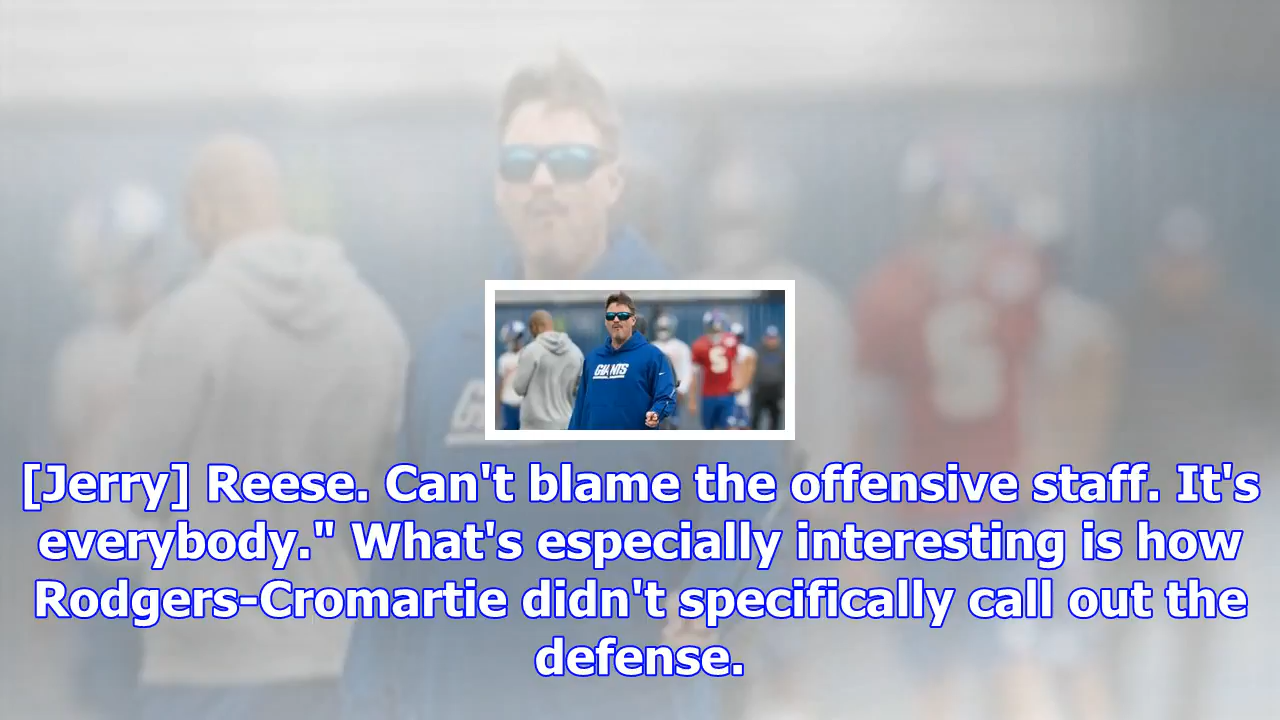 GIANTS
[Jerry] Reese. Can't blame the offensive staff. It's
everybody." What's especially interesting is how
Rodgers-Cromartie didn't specifically call out the
defense.